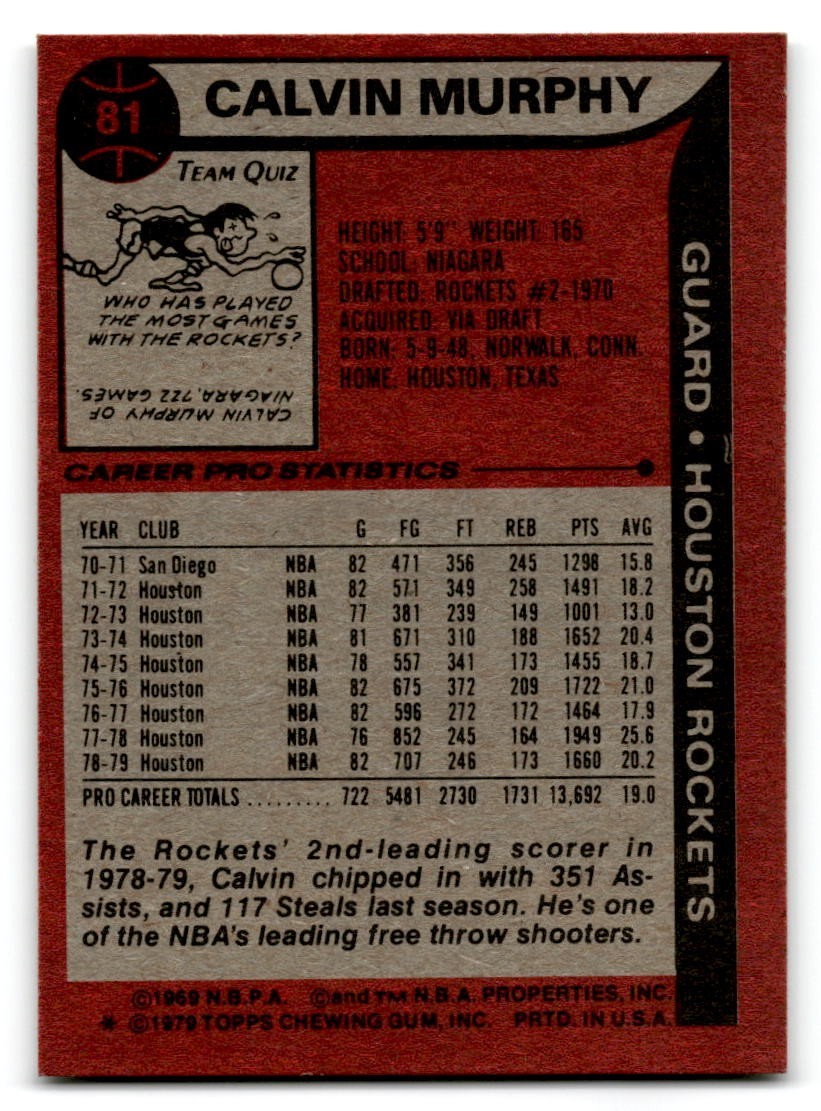 81
CALVIN MURPHY
TEAM QUIZ
WHO HAS PLAYED
THE MOST GAMES
WITH THE ROCKETS?
CALVIN MURPHY OF
NIAGARA, 722 GAMES.
HEIGHT: 5'9" WEIGHT: 165
SCHOOL: NIAGARA
DRAFTED: ROCKETS #2-1970
ACQUIRED: VIA DRAFT
BORN: 5-9-48, NORWALK, CONN.
HOME: HOUSTON, TEXAS
GUARD • HOUSTON ROCKETS
CAREER PRO STATISTICS
YEAR CLUB G FG FT REB PTS AVG
70-71 San Diego NBA 82 471 356 245 1298 15.8
71-72 Houston NBA 82 571 349 258 1491 18.2
72-73 Houston NBA 77 381 239 149 1001 13.0
73-74 Houston NBA 81 671 310 188 1652 20.4
74-75 Houston NBA 78 557 341 173 1455 18.7
75-76 Houston NBA 82 675 372 209 1722 21.0
76-77 Houston NBA 82 596 272 172 1464 17.9
77-78 Houston NBA 76 852 245 164 1949 25.6
78-79 Houston NBA 82 707 246 173 1660 20.2
PRO CAREER TOTALS ......... 722 5481 2730 1731 13,692 19.0
The Rockets' 2nd-leading scorer in
1978-79, Calvin chipped in with 351 As-
sists, and 117 Steals last season. He's one
of the NBA's leading free throw shooters.
©1969 N.B.P.A. ©and TM N.B.A. PROPERTIES, INC.
* ©1979 TOPPS CHEWING GUM, INC. PRTD. IN U.S.A.